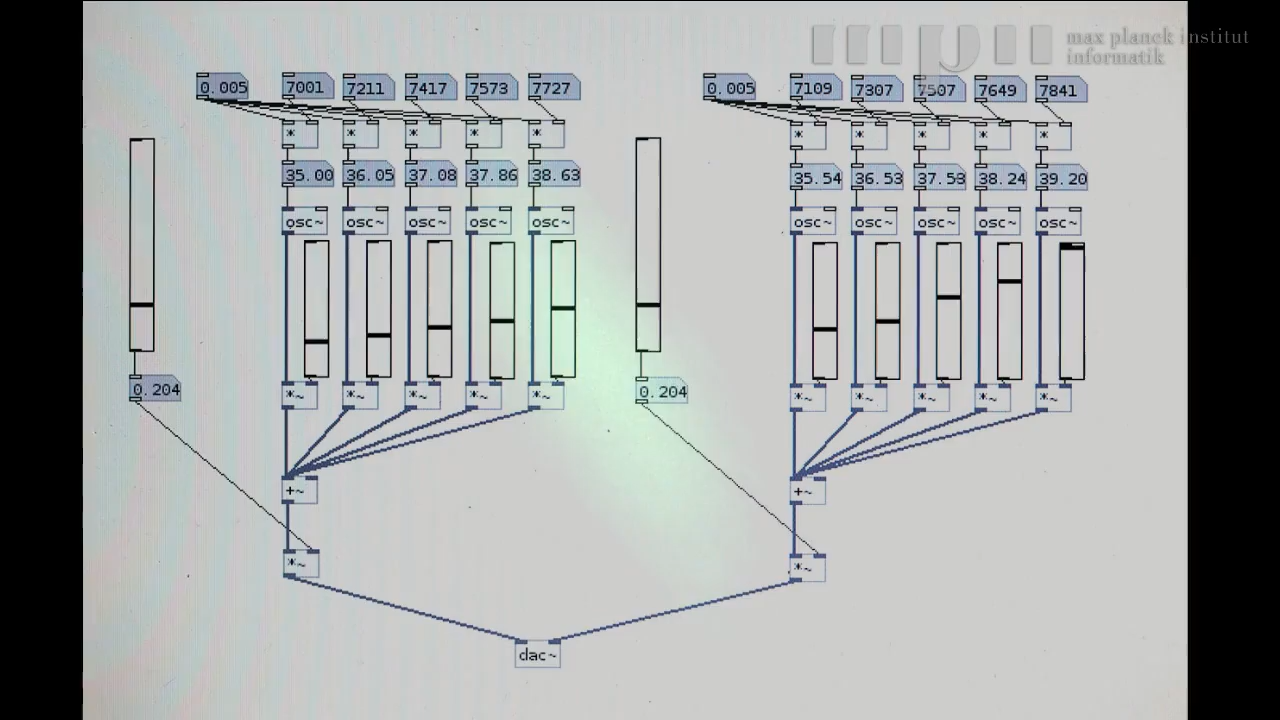 mpii max planck institut
informatik
0.005 7001 7211 7417 7573 7727 0.005 7109 7307 7507 7649 7841
* * * * * * * * * *
35.00 36.05 37.08 37.86 38.63 35.54 36.53 37.53 38.24 39.20
osc~ osc~ osc~ osc~ osc~ osc~ osc~ osc~ osc~ osc~
0.204 *~ *~ *~ *~ *~ 0.204 *~ *~ *~ *~ *~
+~ +~
*~ *~
dac~